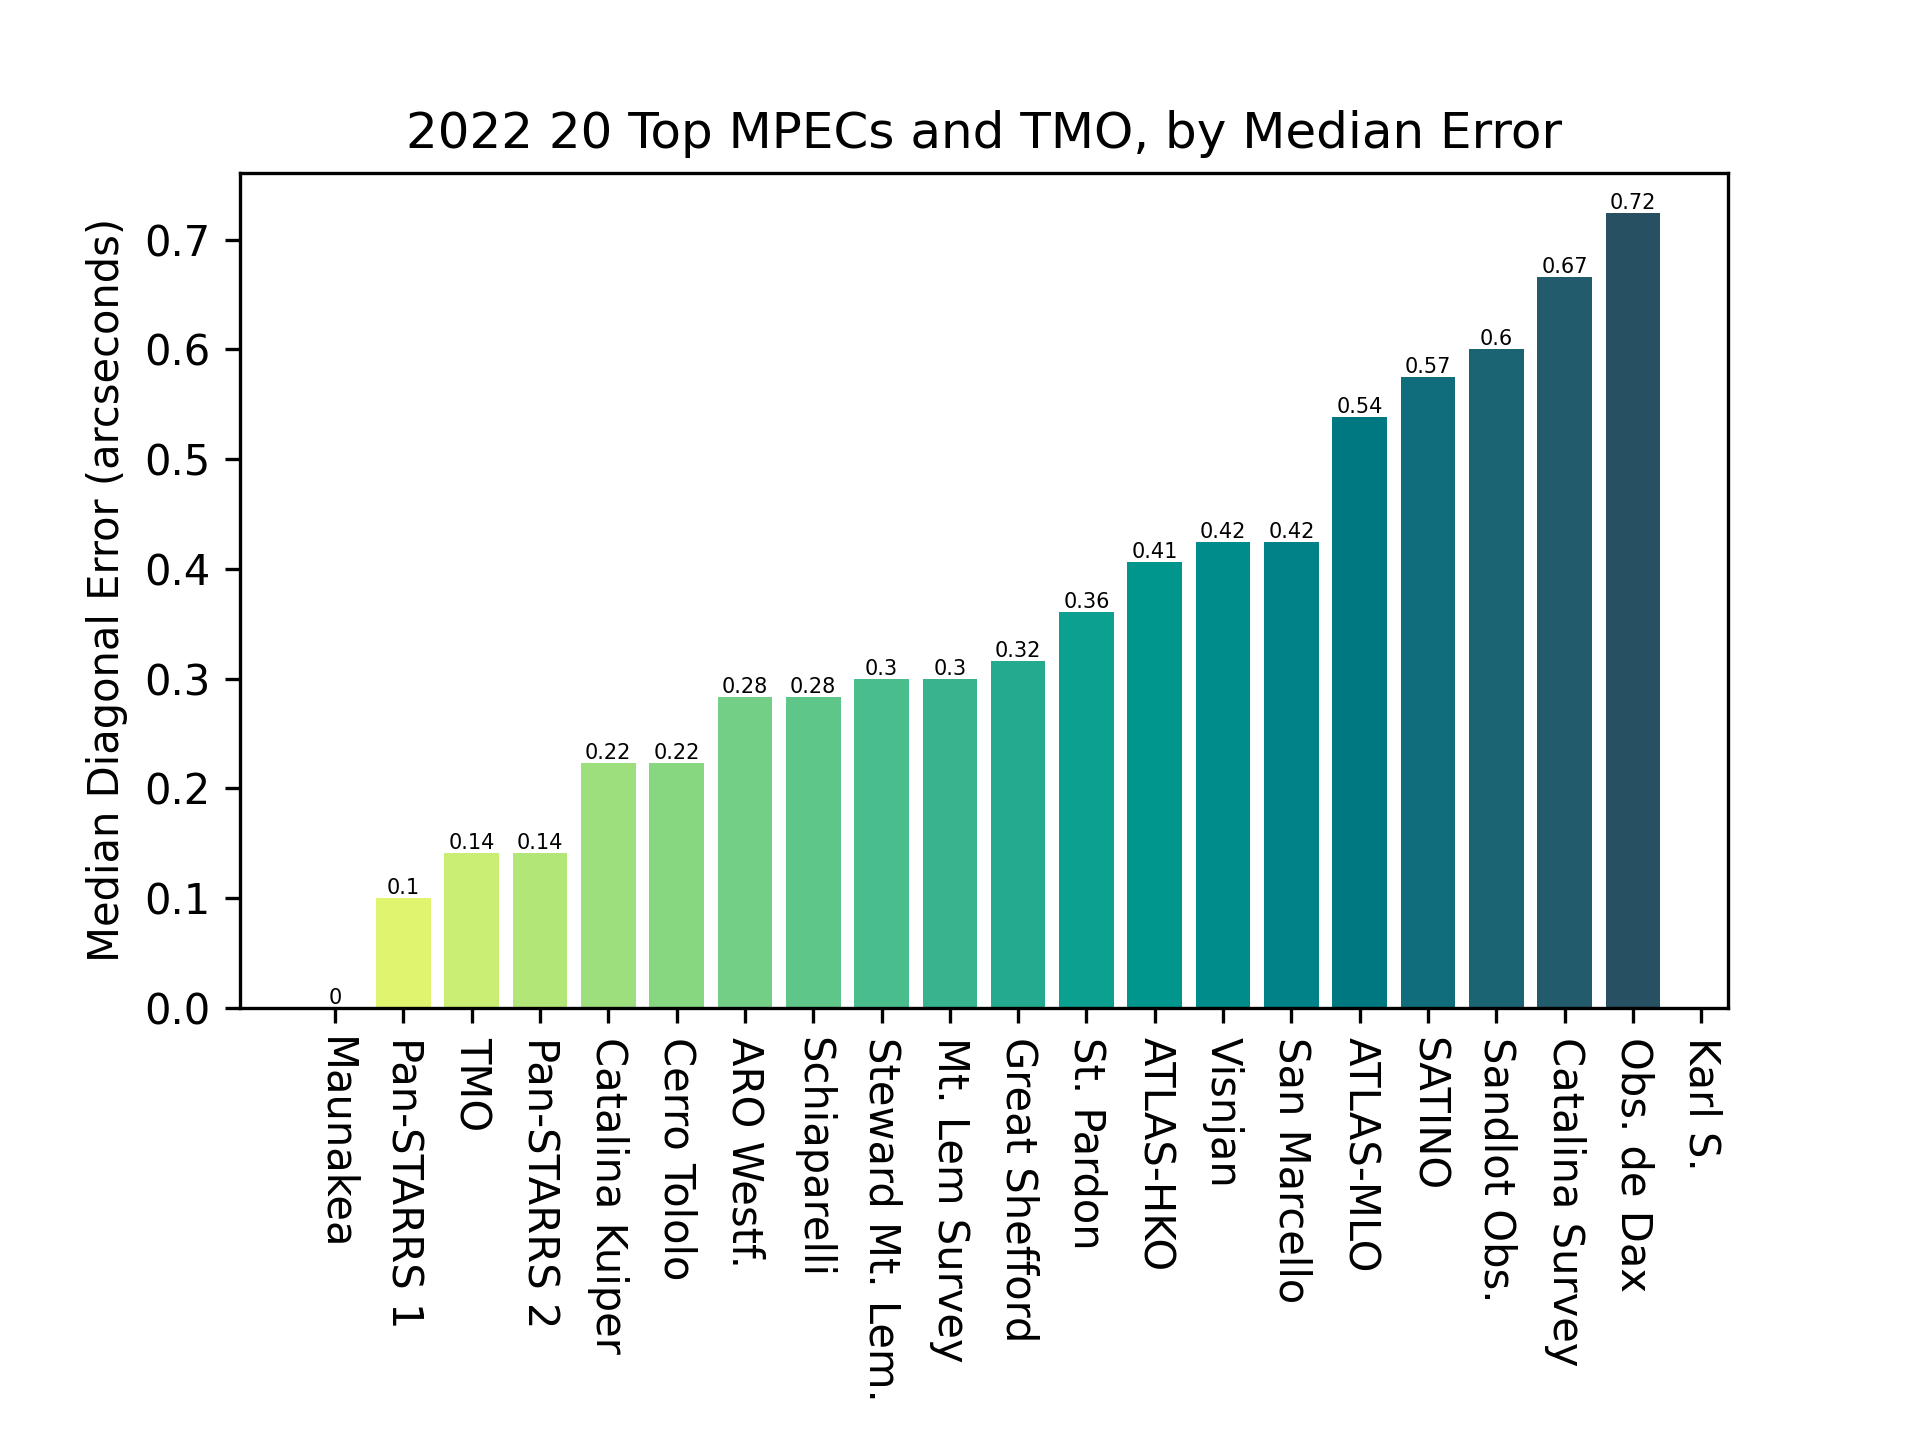 2022 20 Top MPECs and TMO, by Median Error
Median Diagonal Error (arcseconds)
0.7
0.6
0.5
0.4
0.3
0.2
0.1
0.0
0
0.1
0.14
0.14
0.22
0.22
0.28
0.28
0.3
0.3
0.32
0.36
0.41
0.42
0.42
0.54
0.57
0.6
0.67
0.72
Maunakea
Pan-STARRS 1
TMO
Pan-STARRS 2
Catalina Kuiper
Cerro Tololo
ARO Westf.
Schiaparelli
Steward Mt. Lem.
Mt. Lem Survey
Great Shefford
St. Pardon
ATLAS-HKO
Visnjan
San Marcello
ATLAS-MLO
SATINO
Sandlot Obs.
Catalina Survey
Obs. de Dax
Karl S.